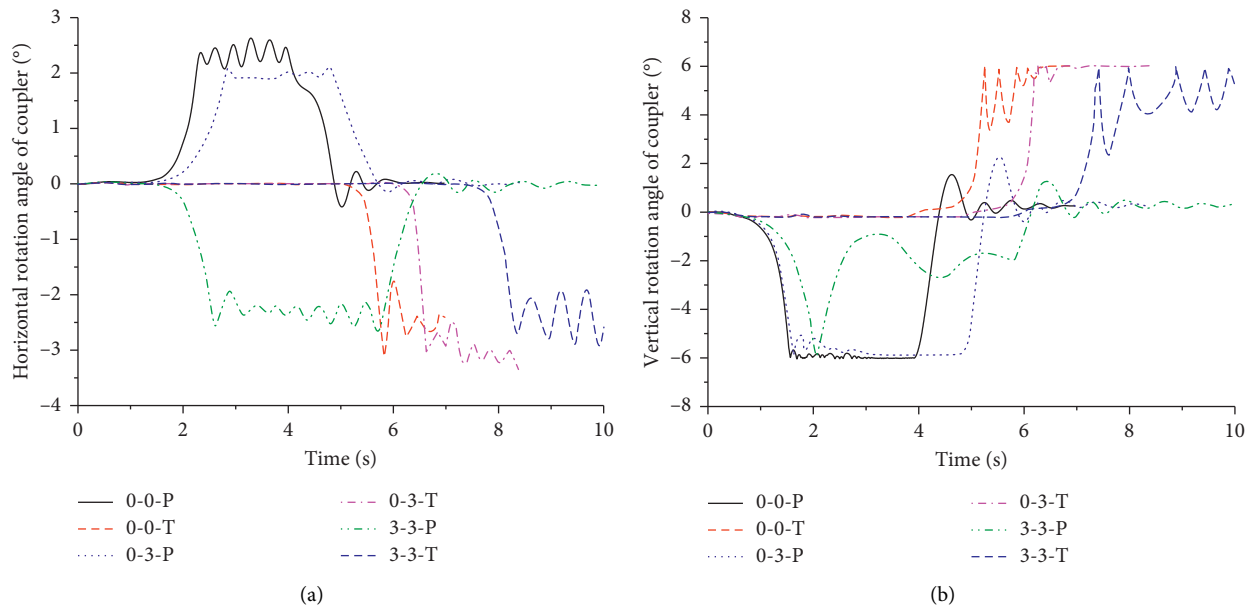 Horizontal rotation angle of coupler (°)
3
2
1
0
–1
–2
–3
–4
0 2 4 6 8 10
Time (s)
0-0-P
0-0-T
0-3-P
0-3-T
3-3-P
3-3-T
(a)
Vertical rotation angle of coupler (°)
8
6
4
2
0
–2
–4
–6
–8
0 2 4 6 8 10
Time (s)
0-0-P
0-0-T
0-3-P
0-3-T
3-3-P
3-3-T
(b)